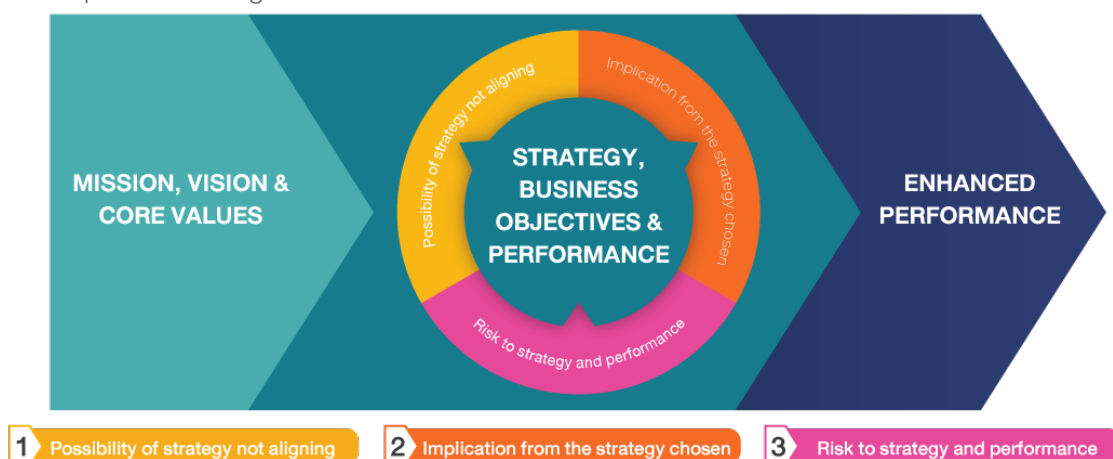 MISSION, VISION &
CORE VALUES
Possibility of strategy not aligning
Implication from the strategy chosen
STRATEGY,
BUSINESS
OBJECTIVES &
PERFORMANCE
Risk to strategy and performance
ENHANCED
PERFORMANCE
1 Possibility of strategy not aligning
2 Implication from the strategy chosen
3 Risk to strategy and performance